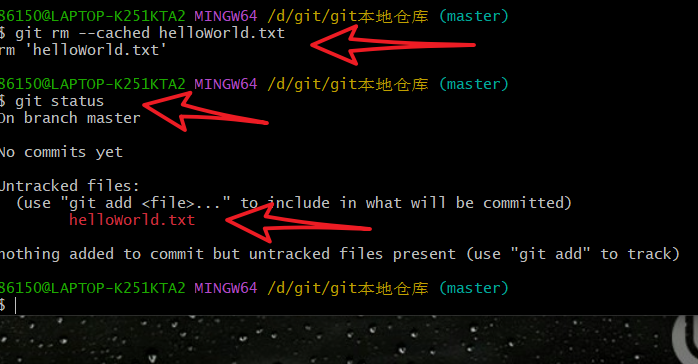 86150@LAPTOP-K251KTA2 MINGW64 /d/git/git本地仓库 (master)
$ git rm --cached helloWorld.txt
rm 'helloWorld.txt'
86150@LAPTOP-K251KTA2 MINGW64 /d/git/git本地仓库 (master)
$ git status
On branch master
No commits yet
Untracked files:
(use "git add <file>..." to include in what will be committed)
helloWorld.txt
nothing added to commit but untracked files present (use "git add" to track)
86150@LAPTOP-K251KTA2 MINGW64 /d/git/git本地仓库 (master)
$